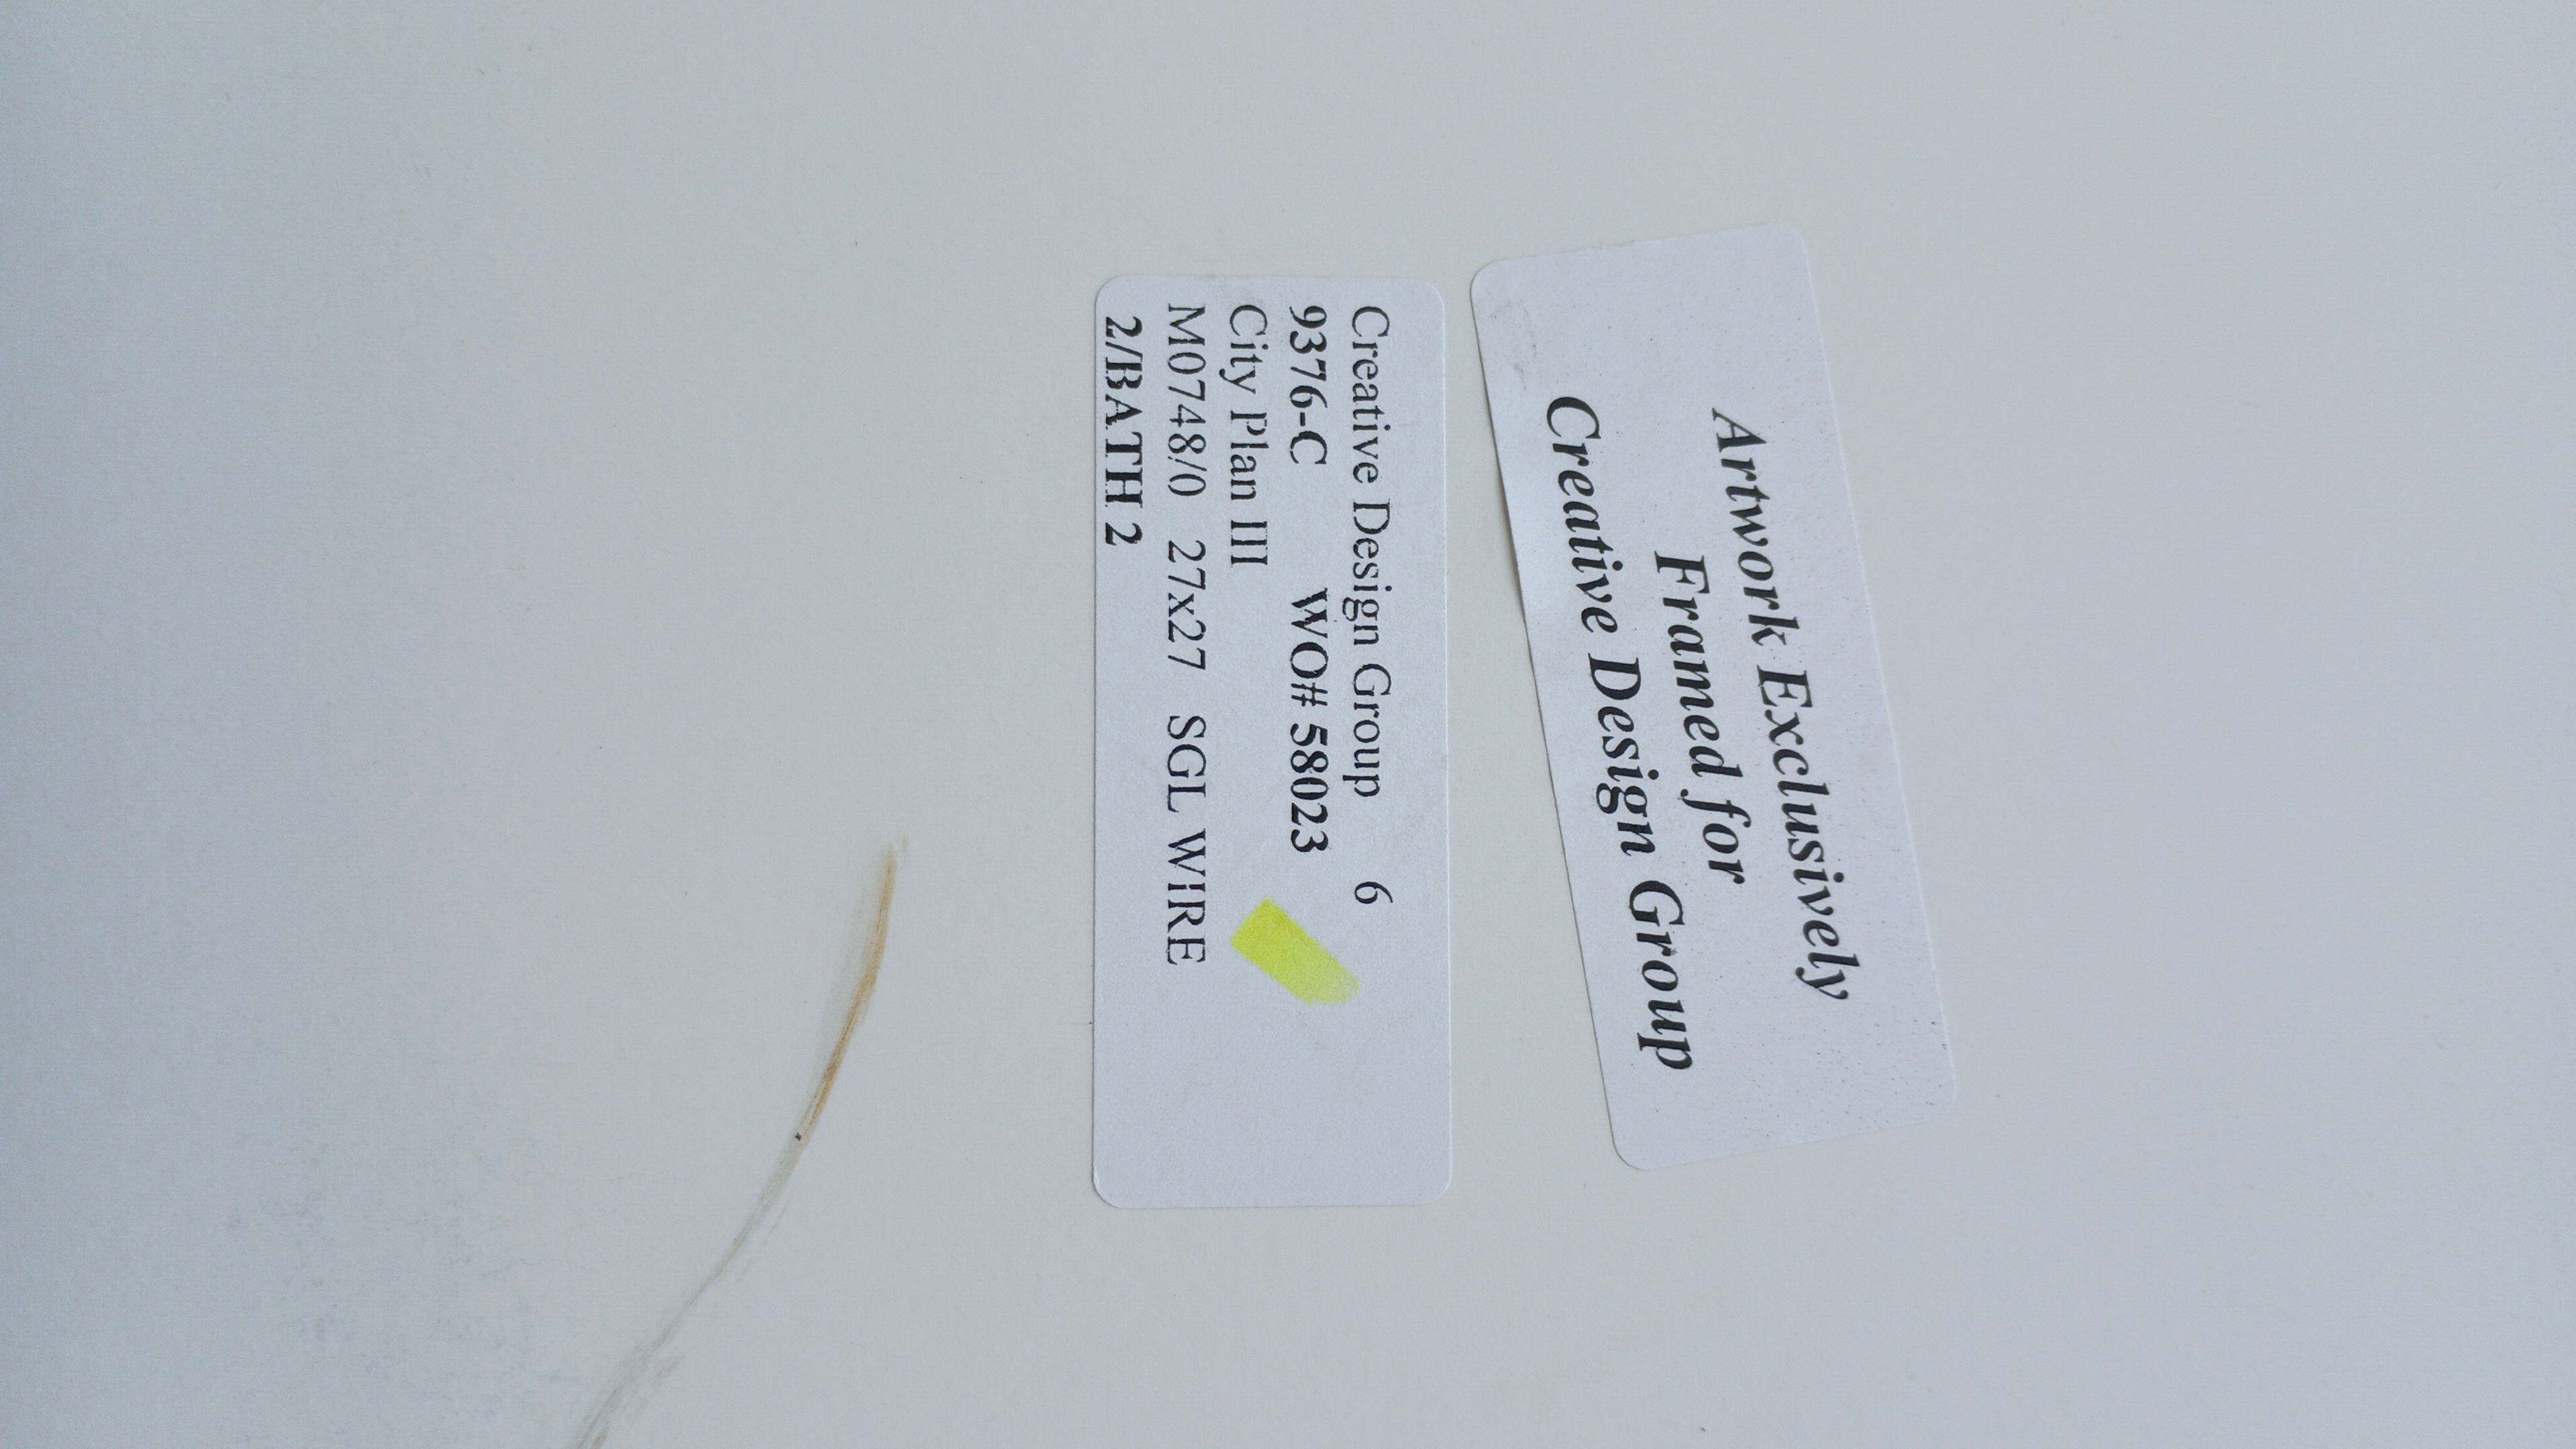 Artwork Exclusively
Framed for
Creative Design Group
Creative Design Group 6
9376-C WO# 58023
City Plan III
M0748/0 27x27 SGL WIRE
2/BATH 2